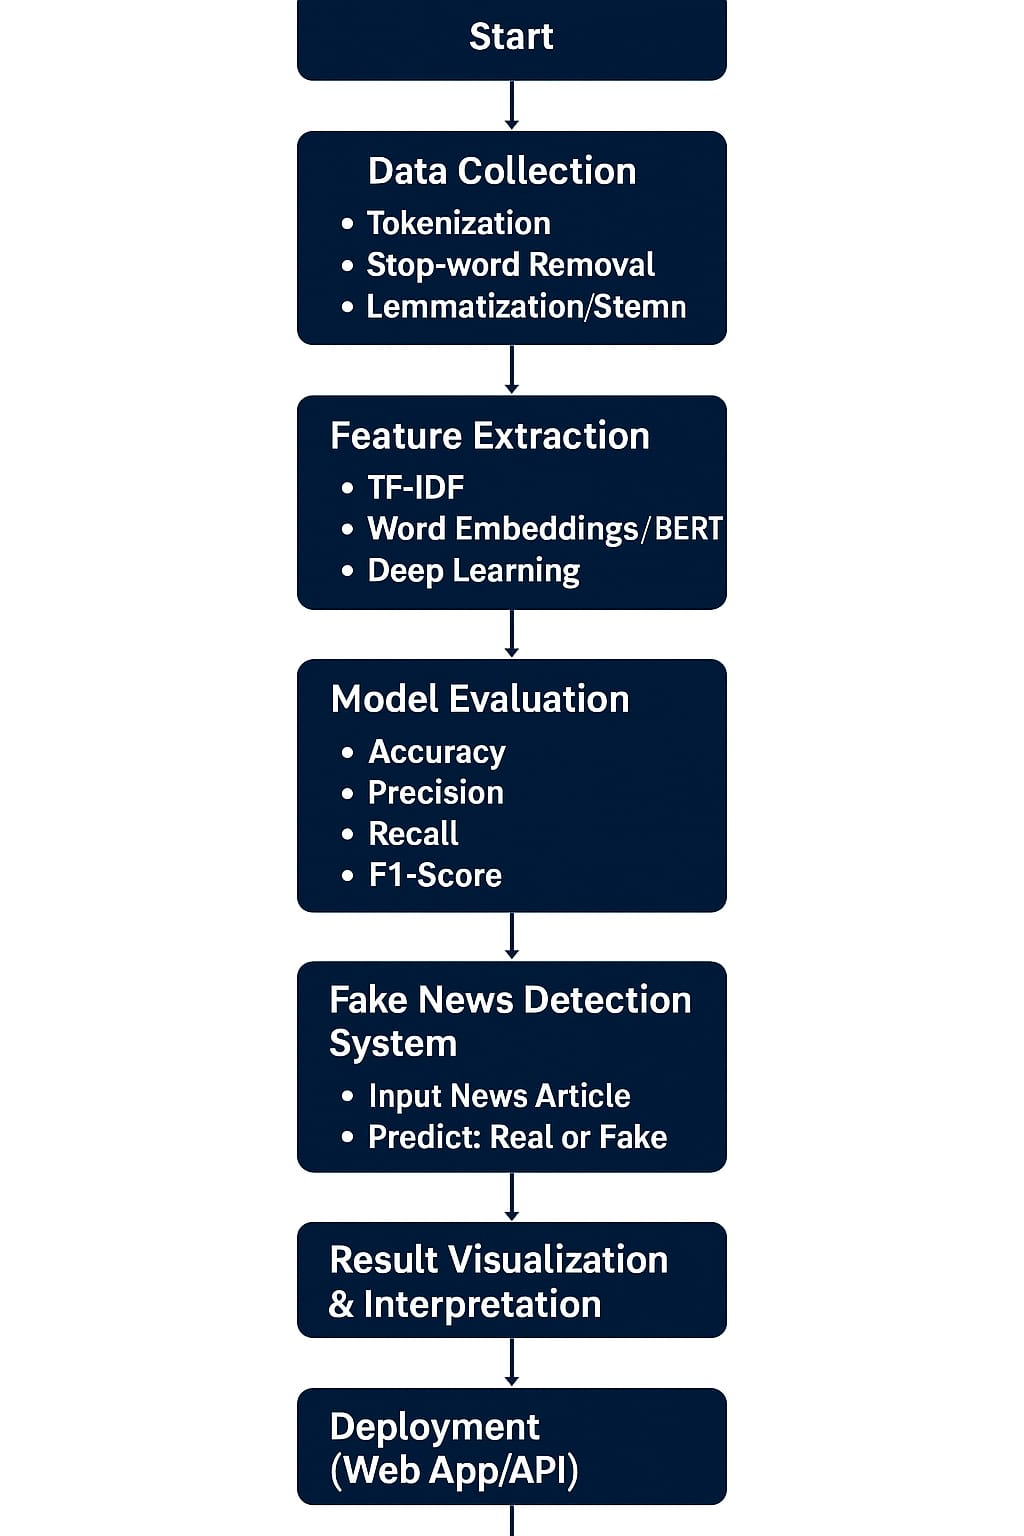 Start
Data Collection
• Tokenization
• Stop-word Removal
• Lemmatization/Stemn
Feature Extraction
• TF-IDF
• Word Embeddings/BERT
• Deep Learning
Model Evaluation
• Accuracy
• Precision
• Recall
• F1-Score
Fake News Detection
System
• Input News Article
• Predict: Real or Fake
Result Visualization
& Interpretation
Deployment
(Web App/API)